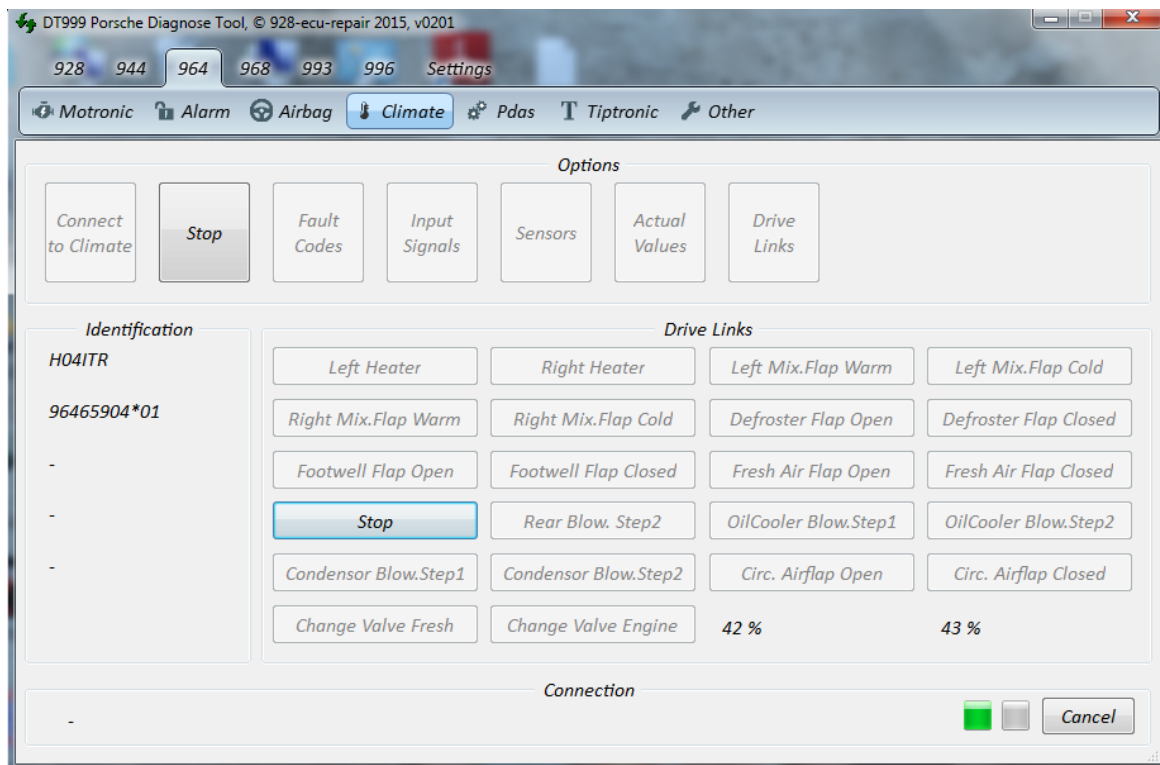 DT999 Porsche Diagnose Tool, © 928-ecu-repair 2015, v0201
928 944 964 968 993 996 Settings
Motronic Alarm Airbag Climate Pdas Tiptronic Other
Options
Connect to Climate
Stop
Fault Codes
Input Signals
Sensors
Actual Values
Drive Links
Identification
H04ITR
96465904*01
-
-
-
Drive Links
Left Heater Right Heater Left Mix.Flap Warm Left Mix.Flap Cold
Right Mix.Flap Warm Right Mix.Flap Cold Defroster Flap Open Defroster Flap Closed
Footwell Flap Open Footwell Flap Closed Fresh Air Flap Open Fresh Air Flap Closed
Stop Rear Blow. Step2 OilCooler Blow.Step1 OilCooler Blow.Step2
Condensor Blow.Step1 Condensor Blow.Step2 Circ. Airflap Open Circ. Airflap Closed
Change Valve Fresh Change Valve Engine 42 % 43 %
Connection
-
Cancel